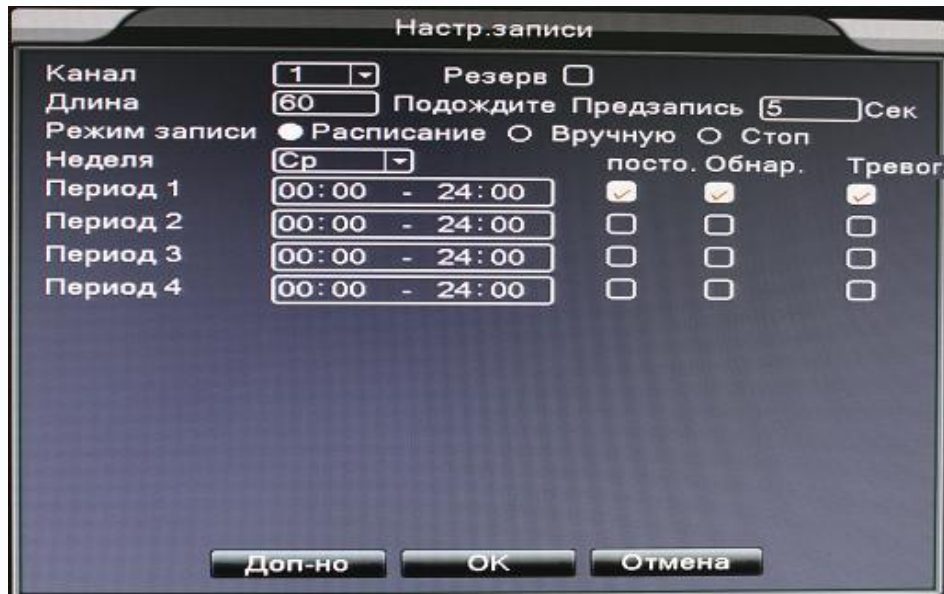 Настр.записи
Канал 1 Резерв
Длина 60 Подождите Предзапись 5 Сек
Режим записи Расписание Вручную Стоп
Неделя Ср посто. Обнар. Тревог
Период 1 00:00 - 24:00
Период 2 00:00 - 24:00
Период 3 00:00 - 24:00
Период 4 00:00 - 24:00
Доп-но OK Отмена